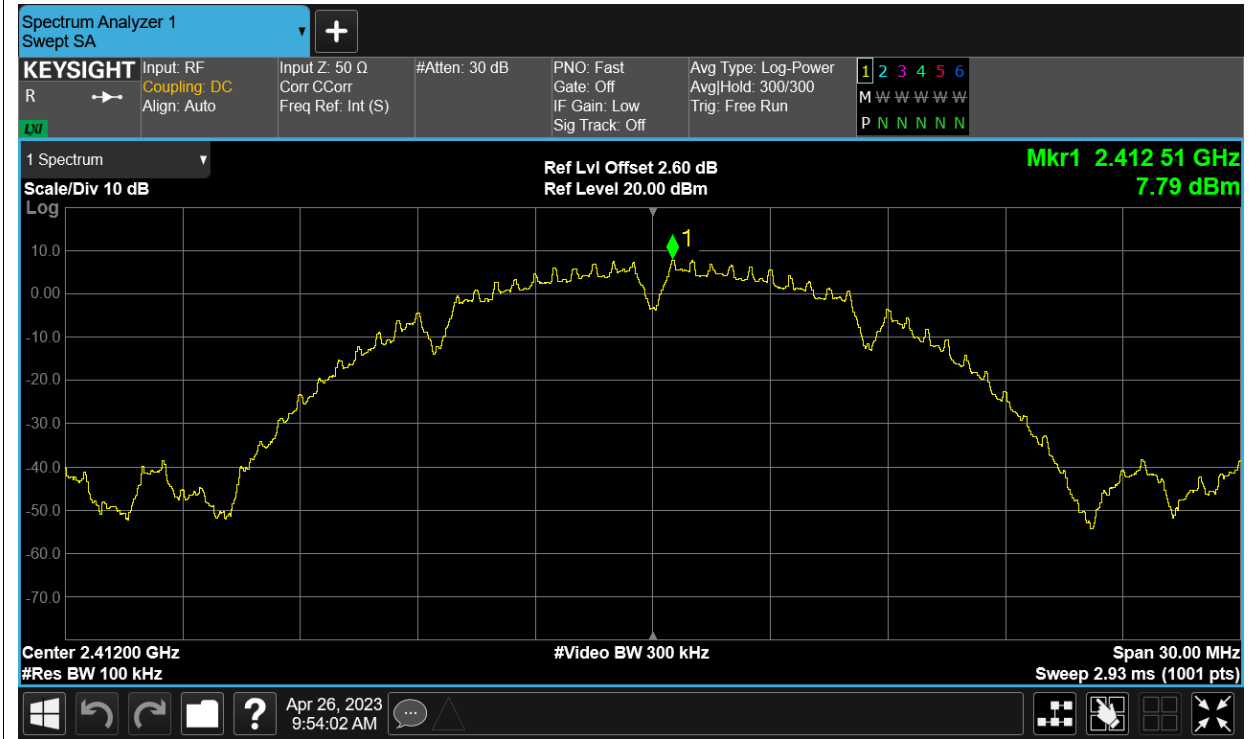 Spectrum Analyzer 1
Swept SA
KEYSIGHT
R
LXI
Input: RF
Coupling: DC
Align: Auto
Input Z: 50 Ω
Corr CCorr
Freq Ref: Int (S)
#Atten: 30 dB
PNO: Fast
Gate: Off
IF Gain: Low
Sig Track: Off
Avg Type: Log-Power
Avg|Hold: 300/300
Trig: Free Run
1 2 3 4 5 6
M W W W W W W
P N N N N N N
1 Spectrum
Scale/Div 10 dB
Log
Ref Lvl Offset 2.60 dB
Ref Level 20.00 dBm
Mkr1 2.412 51 GHz
7.79 dBm
1
10.0
0.00
-10.0
-20.0
-30.0
-40.0
-50.0
-60.0
-70.0
Center 2.41200 GHz
#Res BW 100 kHz
#Video BW 300 kHz
Span 30.00 MHz
Sweep 2.93 ms (1001 pts)
?
Apr 26, 2023
9:54:02 AM